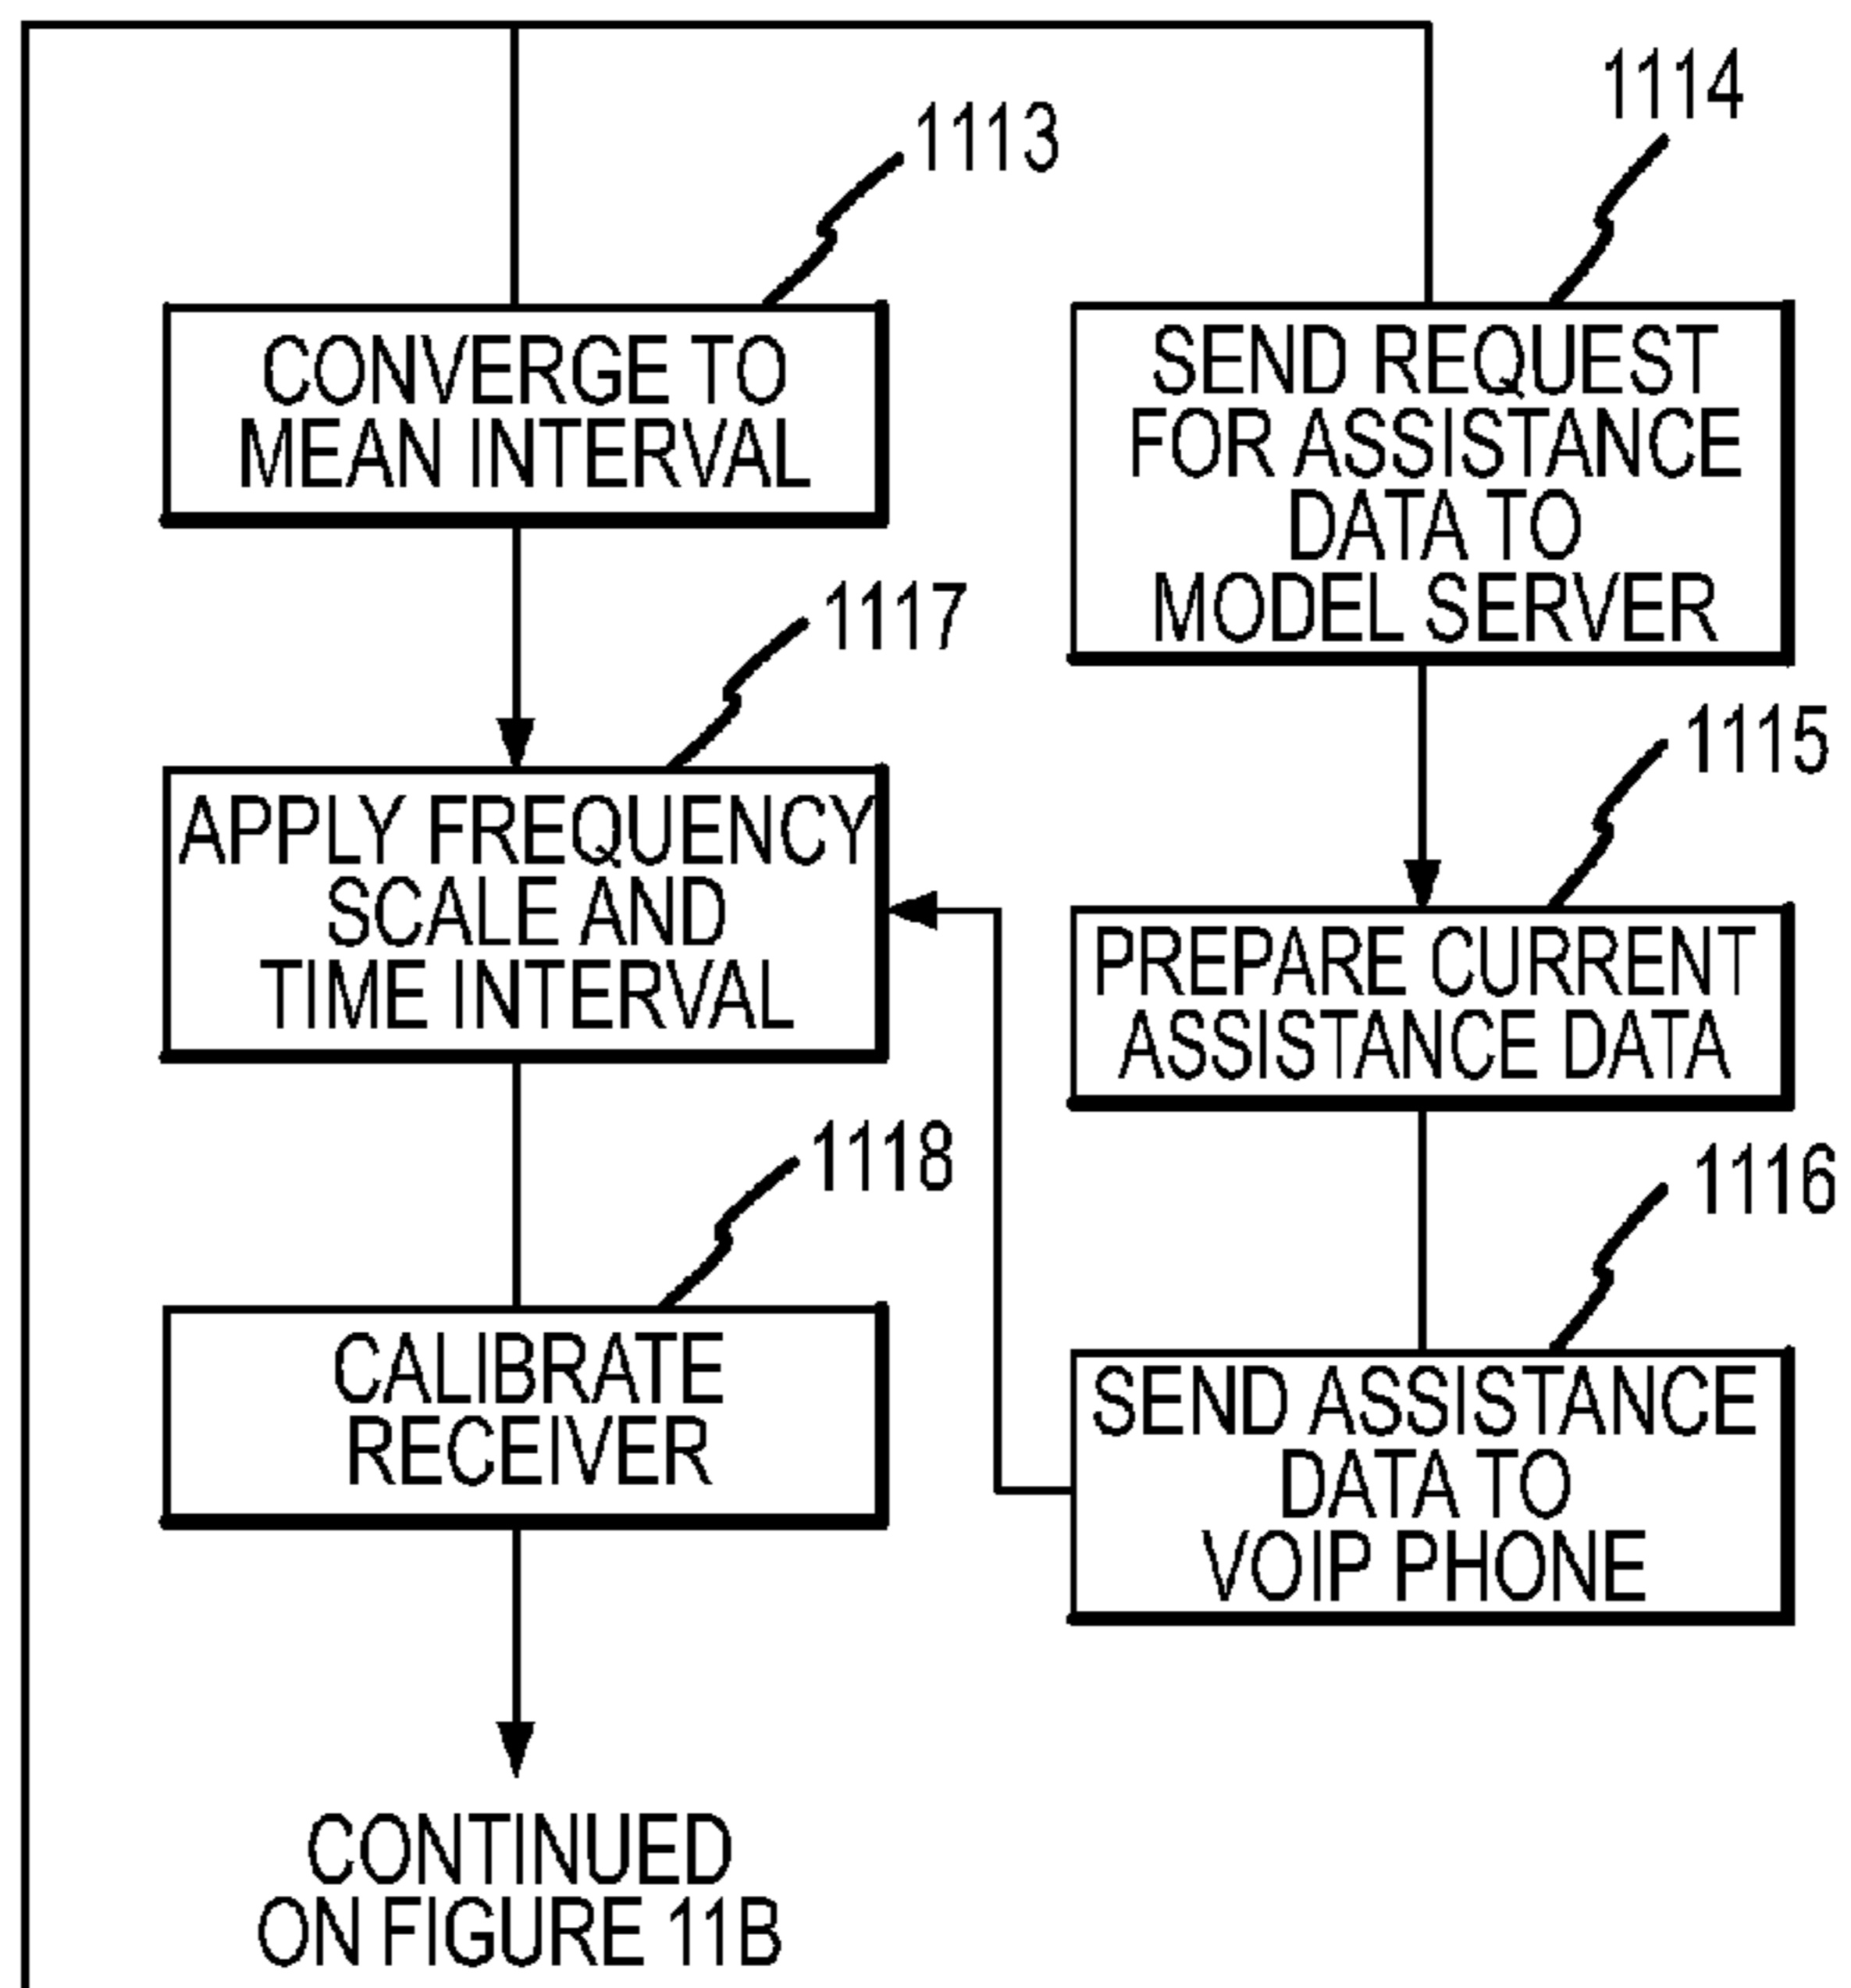 1113
CONVERGE TO
MEAN INTERVAL
1114
SEND REQUEST
FOR ASSISTANCE
DATA TO
MODEL SERVER
1117
APPLY FREQUENCY
SCALE AND
TIME INTERVAL
1115
PREPARE CURRENT
ASSISTANCE DATA
1118
CALIBRATE
RECEIVER
1116
SEND ASSISTANCE
DATA TO
VOIP PHONE
CONTINUED
ON FIGURE 11B